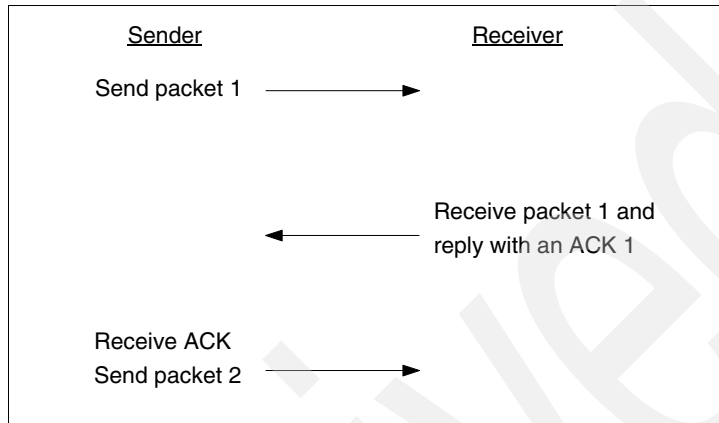 Sender
Receiver
Send packet 1
Receive packet 1 and
reply with an ACK 1
Receive ACK
Send packet 2